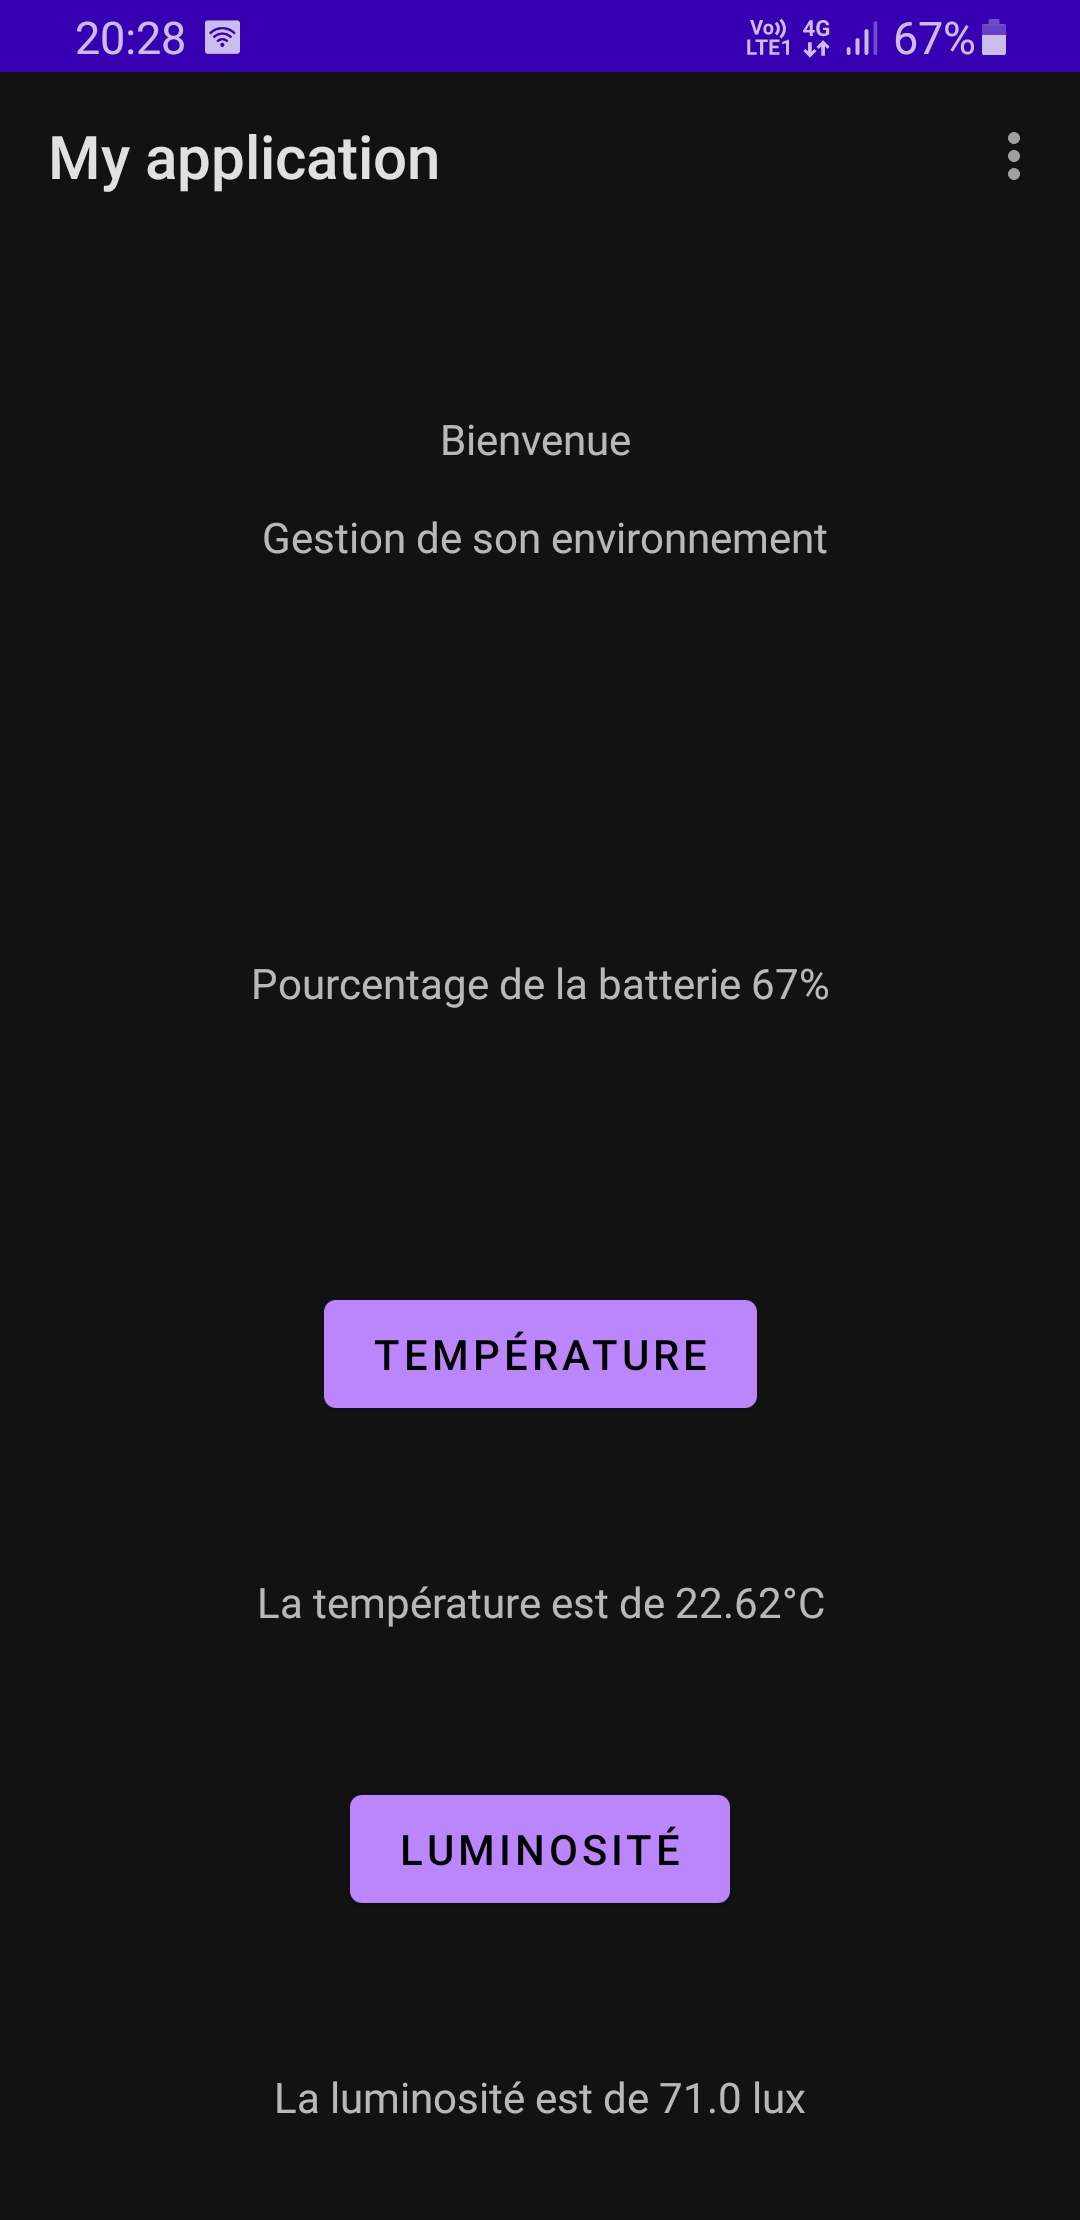 20:28 Vo)) LTE1 4G 67%
My application
Bienvenue
Gestion de son environnement
Pourcentage de la batterie 67%
TEMPÉRATURE
La température est de 22.62°C
LUMINOSITÉ
La luminosité est de 71.0 lux